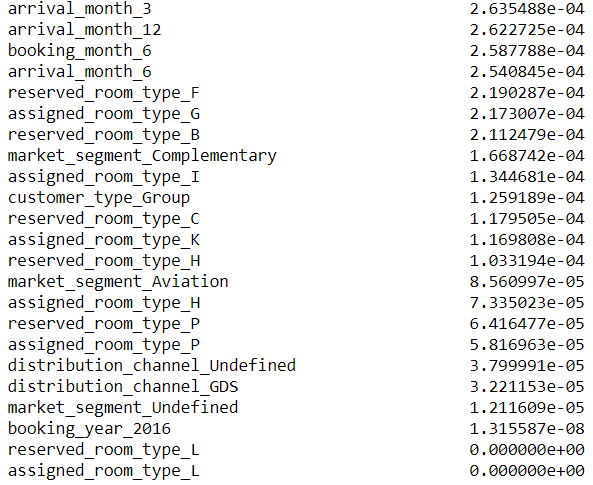 arrival_month_3 2.635488e-04
arrival_month_12 2.622725e-04
booking_month_6 2.587788e-04
arrival_month_6 2.540845e-04
reserved_room_type_F 2.190287e-04
assigned_room_type_G 2.173007e-04
reserved_room_type_B 2.112479e-04
market_segment_Complementary 1.668742e-04
assigned_room_type_I 1.344681e-04
customer_type_Group 1.259189e-04
reserved_room_type_C 1.179505e-04
assigned_room_type_K 1.169808e-04
reserved_room_type_H 1.033194e-04
market_segment_Aviation 8.560997e-05
assigned_room_type_H 7.335023e-05
reserved_room_type_P 6.416477e-05
assigned_room_type_P 5.816963e-05
distribution_channel_Undefined 3.799991e-05
distribution_channel_GDS 3.221153e-05
market_segment_Undefined 1.211609e-05
booking_year_2016 1.315587e-08
reserved_room_type_L 0.000000e+00
assigned_room_type_L 0.000000e+00